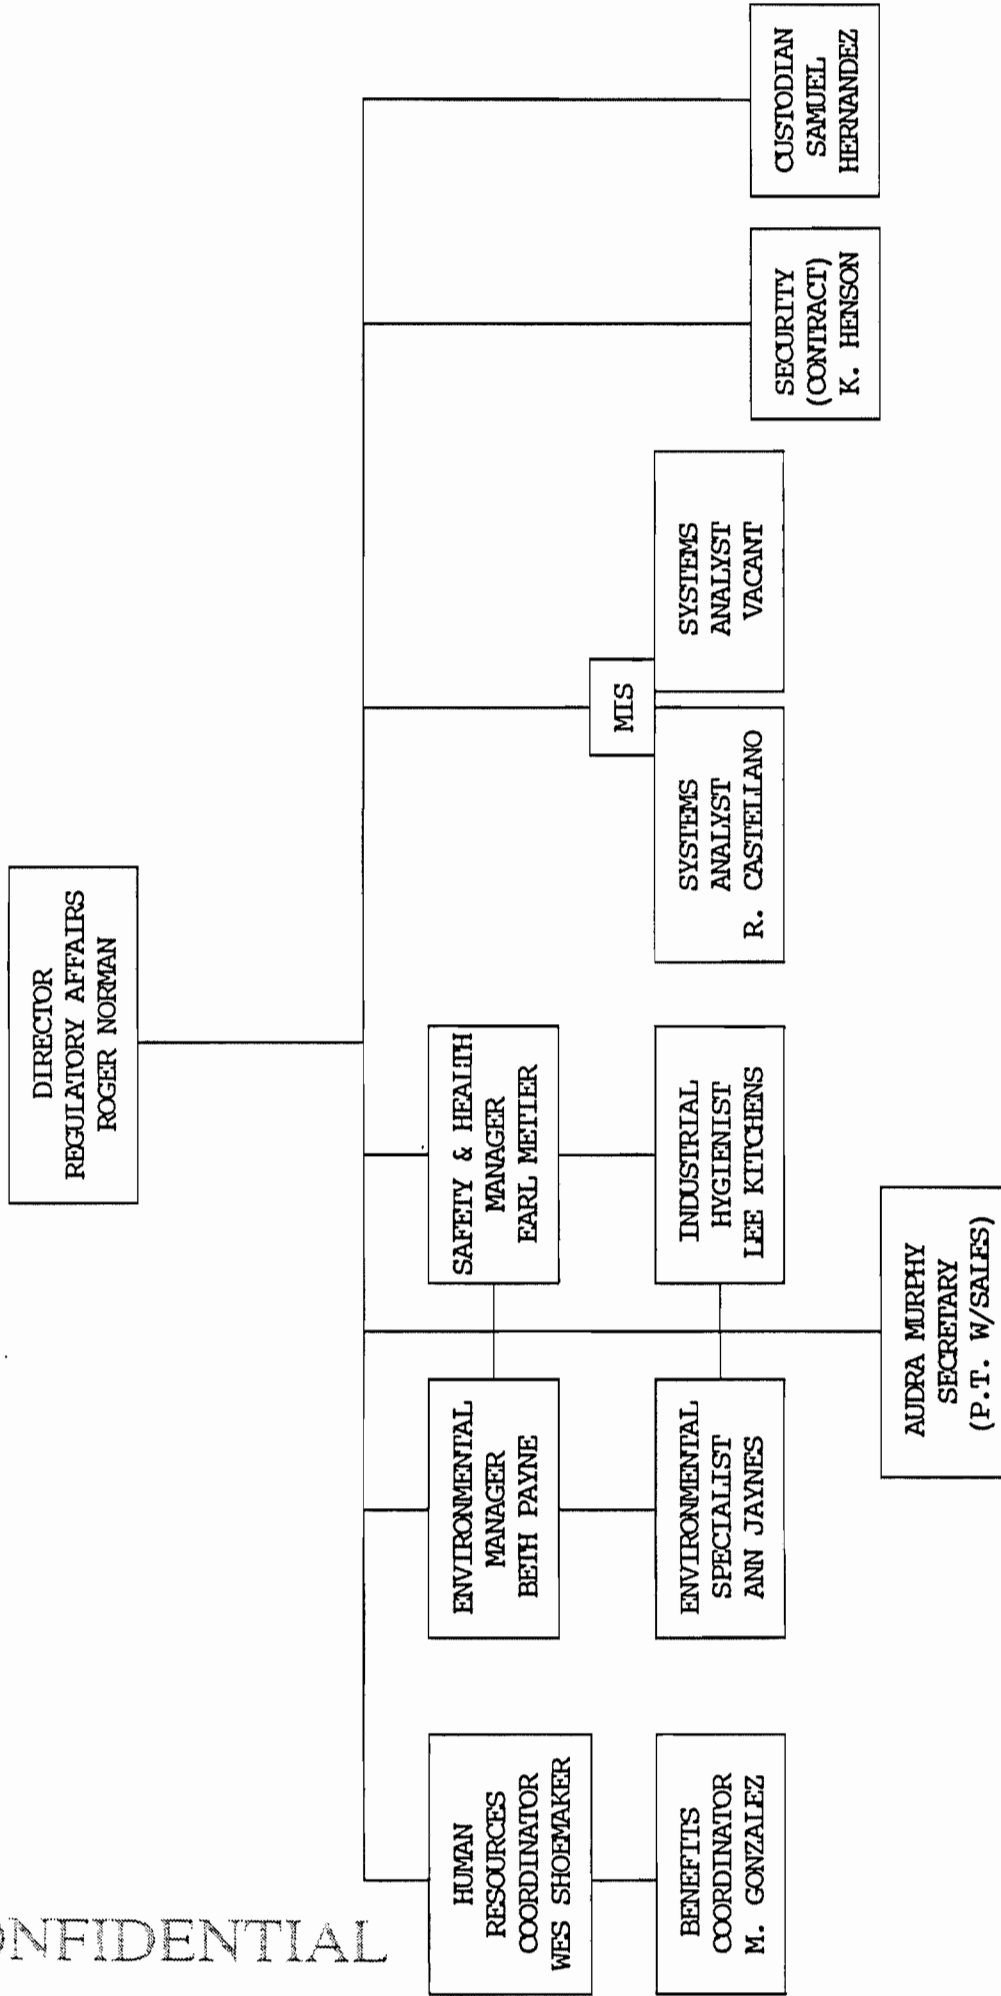 ONFIDENTIAL
DIRECTOR
REGULATORY AFFAIRS
ROGER NORMAN
HUMAN
RESOURCES
COORDINATOR
WES SHOEMAKER
ENVIRONMENTAL
MANAGER
BETH PAYNE
SAFETY & HEALTH
MANAGER
EARL METIER
MIS
BENEFITS
COORDINATOR
M. GONZALEZ
ENVIRONMENTAL
SPECIALIST
ANN JAYNES
INDUSTRIAL
HYGIENIST
LEE KITCHENS
SYSTEMS
ANALYST
R. CASTELLANO
SYSTEMS
ANALYST
VACANT
SECURITY
(CONTRACT)
K. HENSON
CUSTODIAN
SAMUEL
HERNANDEZ
AUDRA MURPHY
SECRETARY
(P.T. W/SALES)